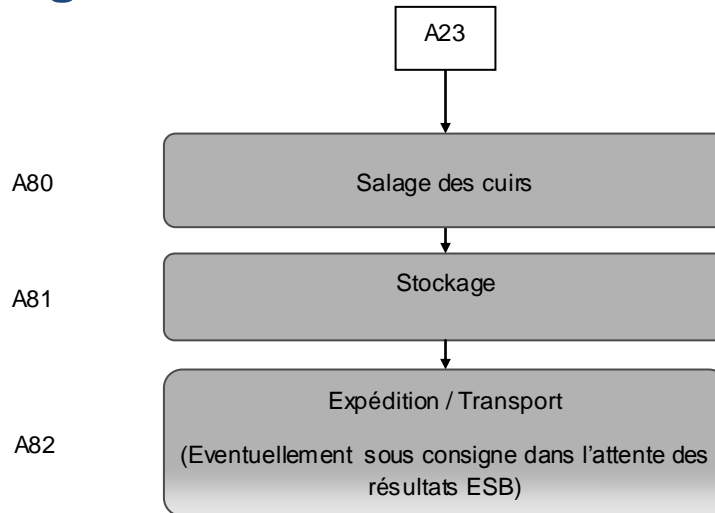 A23
A80
Salage des cuirs
A81
Stockage
A82
Expédition / Transport
(Eventuellement sous consigne dans l'attente des
résultats ESB)